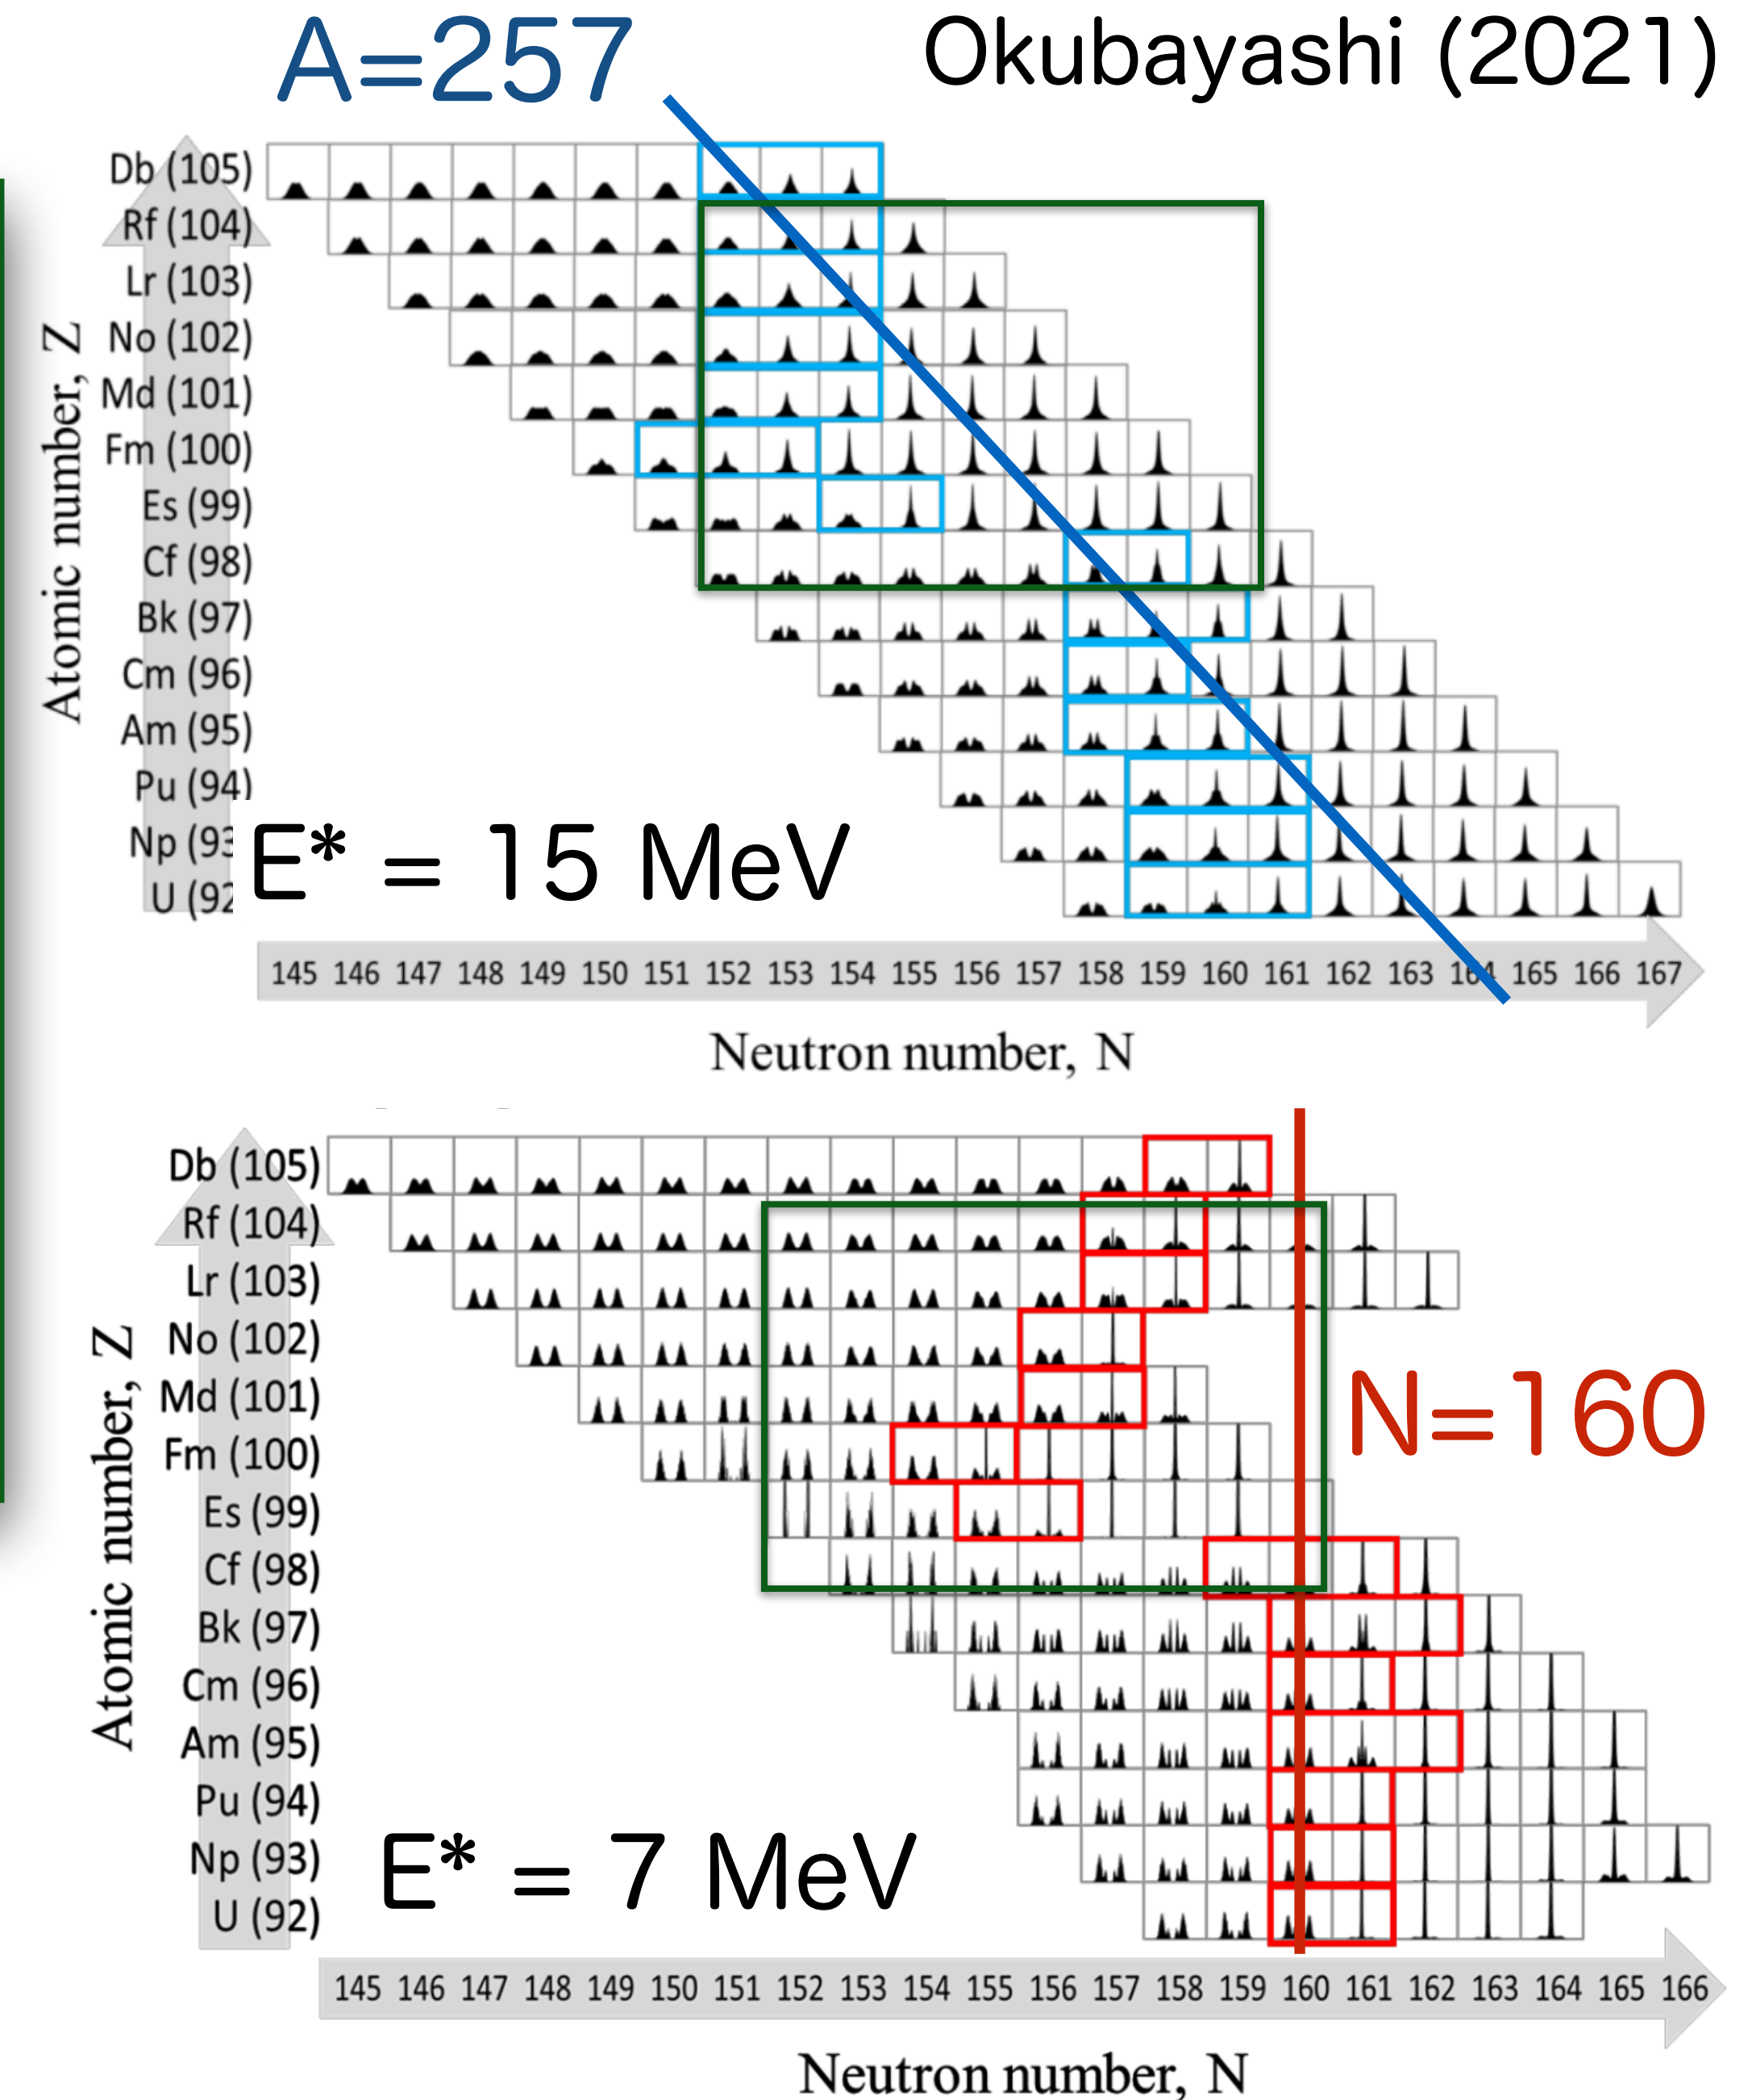 A=257
Okubayashi (2021)
Atomic number, Z
Db (105)
Rf (104)
Lr (103)
No (102)
Md (101)
Fm (100)
Es (99)
Cf (98)
Bk (97)
Cm (96)
Am (95)
Pu (94)
Np (93
U (92
E* = 15 MeV
145 146 147 148 149 150 151 152 153 154 155 156 157 158 159 160 161 162 163 164 165 166 167
Neutron number, N
Atomic number, Z
Db (105)
Rf (104)
Lr (103)
No (102)
Md (101)
Fm (100)
Es (99)
Cf (98)
Bk (97)
Cm (96)
Am (95)
Pu (94)
Np (93)
U (92)
N=160
E* = 7 MeV
145 146 147 148 149 150 151 152 153 154 155 156 157 158 159 160 161 162 163 164 165 166
Neutron number, N